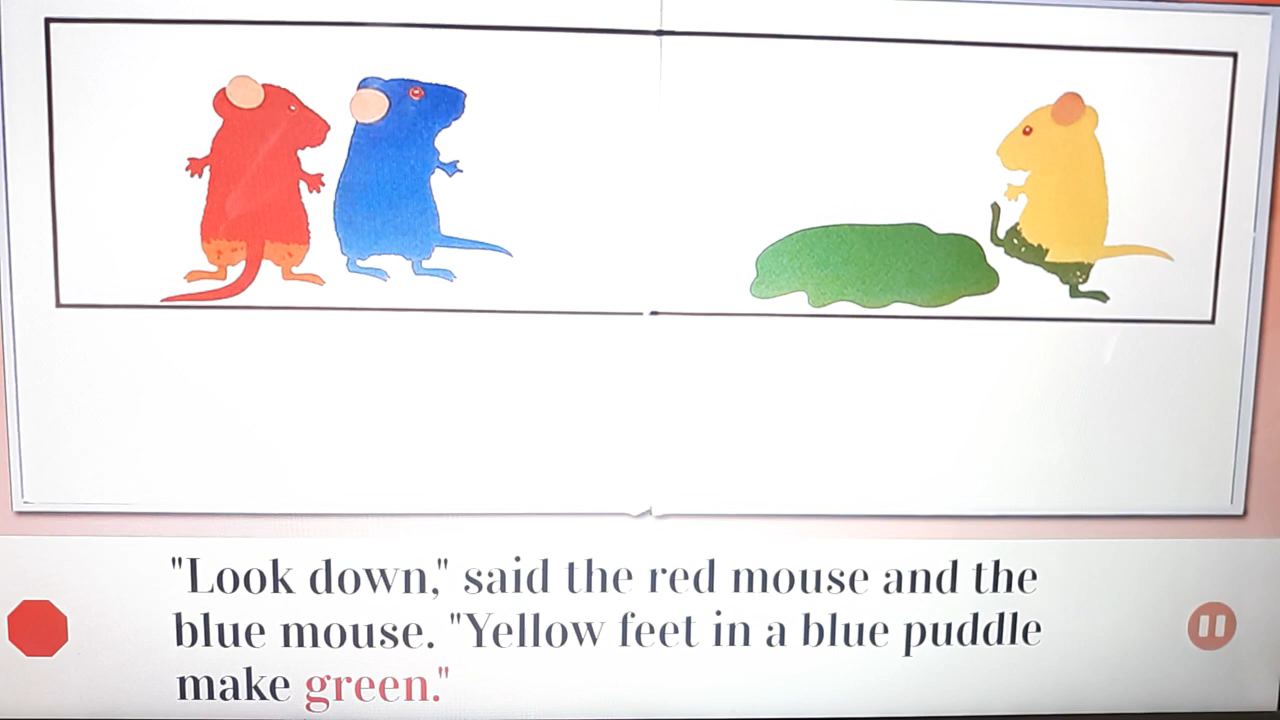 "Look down," said the red mouse and the
blue mouse. "Yellow feet in a blue puddle
make green."